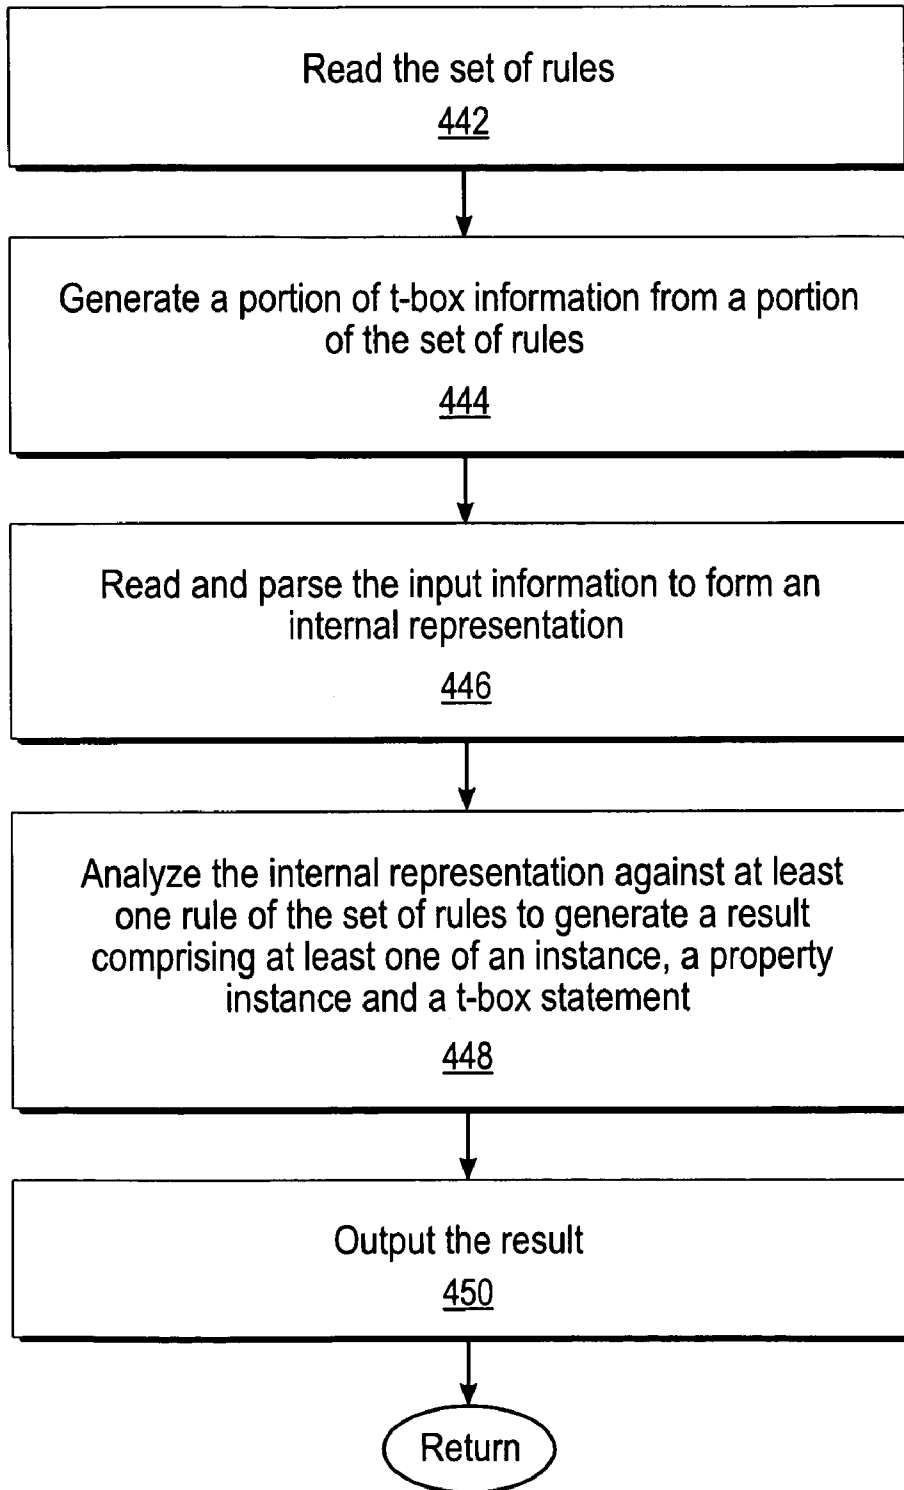 Read the set of rules
442
Generate a portion of t-box information from a portion
of the set of rules
444
Read and parse the input information to form an
internal representation
446
Analyze the internal representation against at least
one rule of the set of rules to generate a result
comprising at least one of an instance, a property
instance and a t-box statement
448
Output the result
450
Return